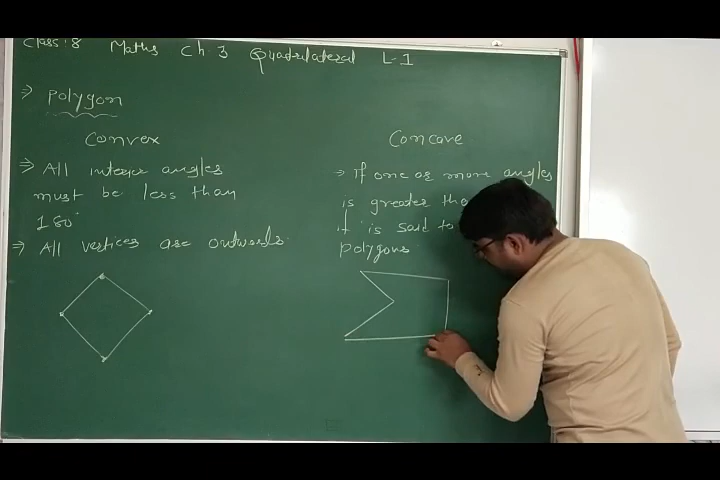 Class:8 Maths Ch.3 Quadrilateral L-1
⇒ Polygon
Convex
Concave
⇒ All interior angles
must be less than
180°
⇒ All vertices are outwards.
→ If one or more angles
is greater tha
it is said to
polygons